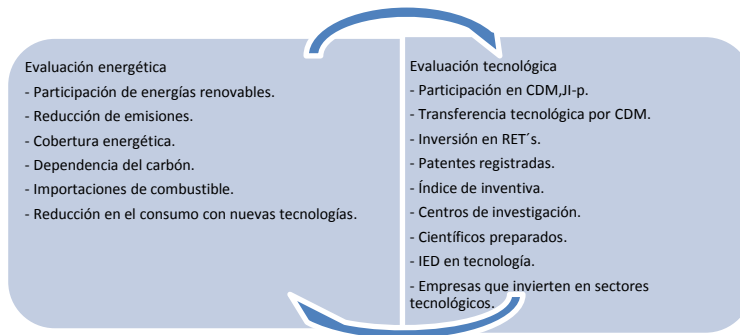 Evaluación energética
- Participación de energías renovables.
- Reducción de emisiones.
- Cobertura energética.
- Dependencia del carbón.
- Importaciones de combustible.
- Reducción en el consumo con nuevas tecnologías.
Evaluación tecnológica
- Participación en CDM,JI-p.
- Transferencia tecnológica por CDM.
- Inversión en RET´s.
- Patentes registradas.
- Índice de inventiva.
- Centros de investigación.
- Científicos preparados.
- IED en tecnología.
- Empresas que invierten en sectores
tecnológicos.